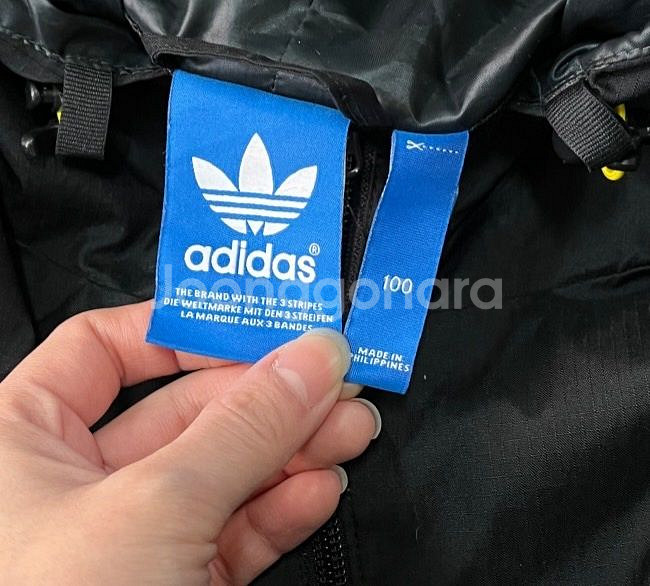 adidas®
THE BRAND WITH THE 3 STRIPES
DIE WELTMARKE MIT DEN 3 STREIFEN
LA MARQUE AUX 3 BANDES
100
MADE IN
PHILIPPINES
Joonggonara